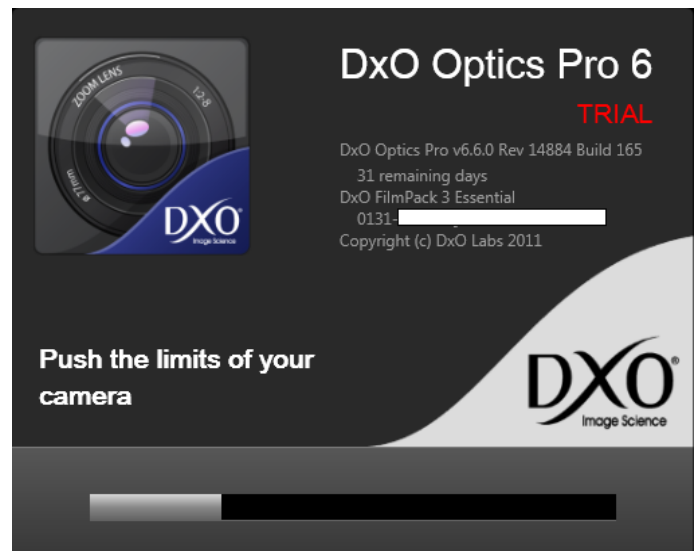 DxO Optics Pro 6
TRIAL
DxO Optics Pro v6.6.0 Rev 14884 Build 165
31 remaining days
DxO FilmPack 3 Essential
0131-
Copyright (c) DxO Labs 2011
ZOOM LENS
1:2-8
ø77mm
DXO
Image Science
Push the limits of your
camera
DXO®
Image Science